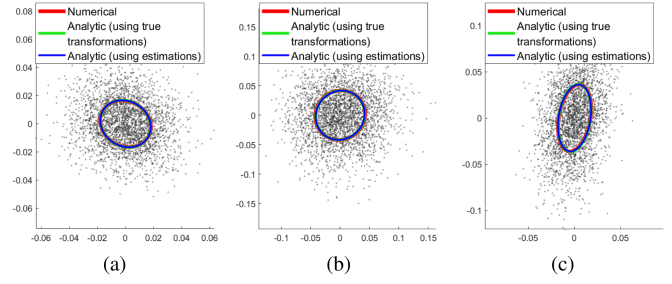 Numerical
Analytic (using true
transformations)
Analytic (using estimations)
0.08
0.06
0.04
0.02
0
-0.02
-0.04
-0.06
-0.06 -0.04 -0.02 0 0.02 0.04 0.06
(a)
Numerical
Analytic (using true
transformations)
Analytic (using estimations)
0.15
0.1
0.05
0
-0.05
-0.1
-0.15
-0.1 -0.05 0 0.05 0.1 0.15
(b)
Numerical
Analytic (using true
transformations)
Analytic (using estimations)
0.1
0.05
0
-0.05
-0.1
-0.05 0 0.05
(c)